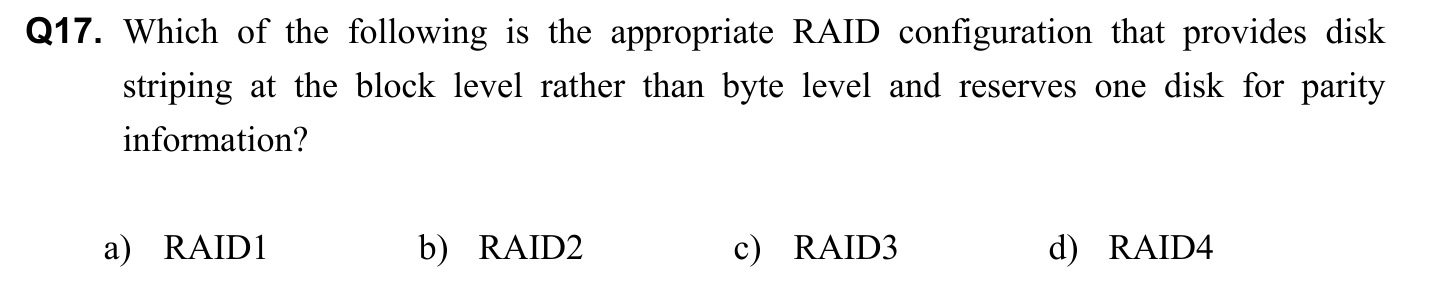 Q17. Which of the following is the appropriate RAID configuration that provides disk
striping at the block level rather than byte level and reserves one disk for parity
information?
a) RAID1 b) RAID2 c) RAID3 d) RAID4